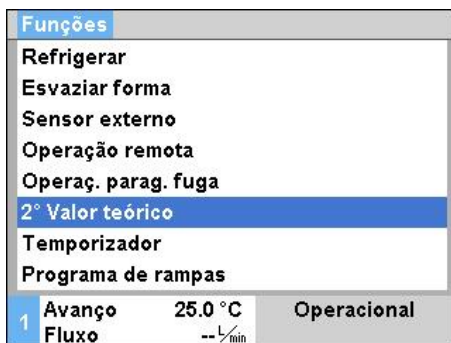 Funções
Refrigerar
Esvaziar forma
Sensor externo
Operação remota
Operaç. parag. fuga
2° Valor teórico
Temporizador
Programa de rampas
1 Avanço 25.0 °C Operacional
Fluxo -- L/min